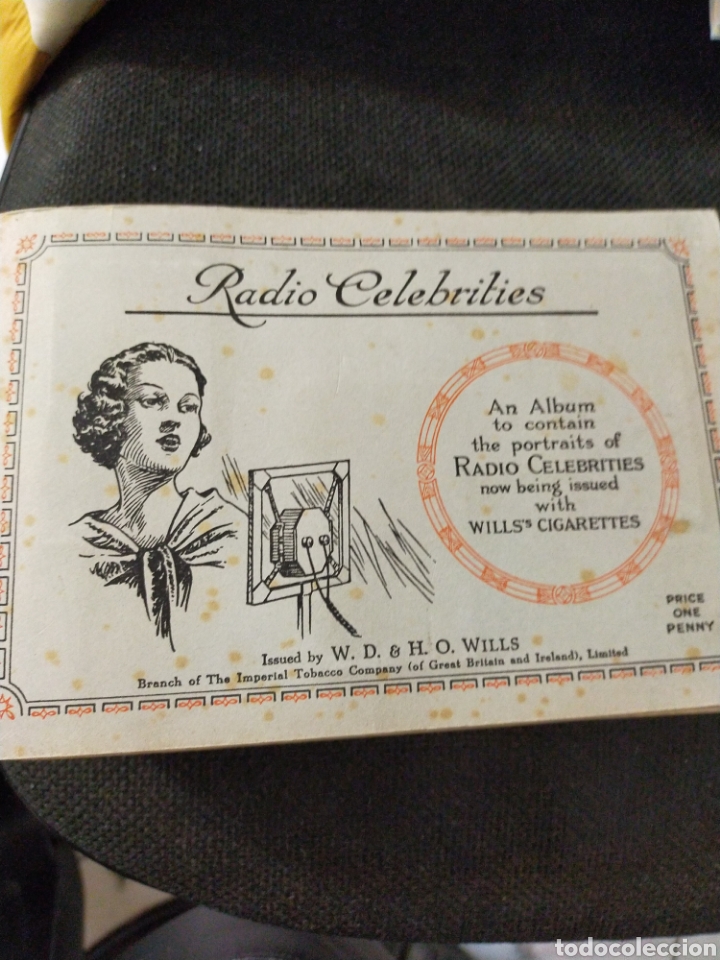 Radio Celebrities
An Album
to contain
the portraits of
RADIO CELEBRITIES
now being issued
with
WILLS'S CIGARETTES
PRICE
ONE
PENNY
Issued by W. D. & H. O. WILLS
Branch of The Imperial Tobacco Company (of Great Britain and Ireland), Limited
todocoleccion